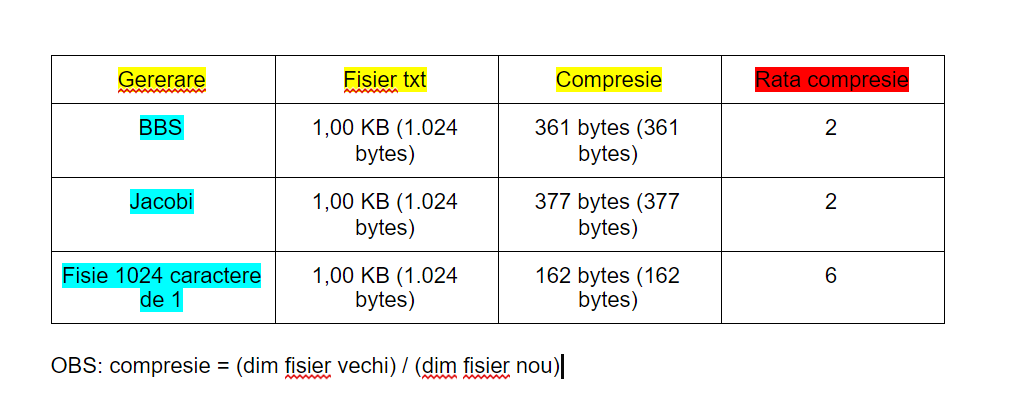 Gererare Fisier txt Compresie Rata compresie
BBS 1,00 KB (1.024 361 bytes (361 2
bytes) bytes)
Jacobi 1,00 KB (1.024 377 bytes (377 2
bytes) bytes)
Fisie 1024 caractere 1,00 KB (1.024 162 bytes (162 6
de 1 bytes) bytes)
OBS: compresie = (dim fisier vechi) / (dim fisier nou)